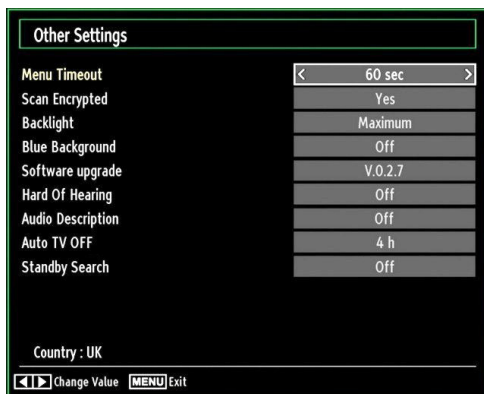 Other Settings
Menu Timeout < 60 sec >
Scan Encrypted Yes
Backlight Maximum
Blue Background Off
Software upgrade V.0.2.7
Hard Of Hearing Off
Audio Description Off
Auto TV OFF 4 h
Standby Search Off
Country : UK
Change Value MENU Exit